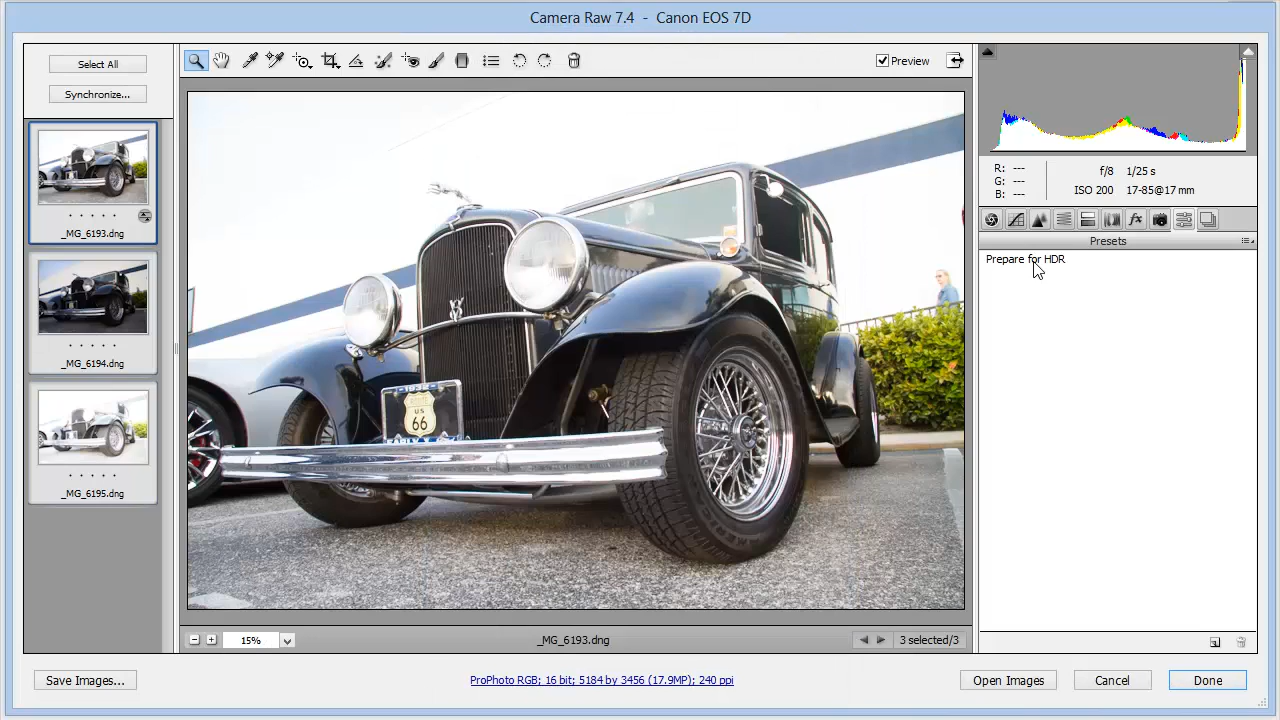 Camera Raw 7.4 - Canon EOS 7D
Select All
Synchronize...
_MG_6193.dng
_MG_6194.dng
_MG_6195.dng
Preview
US
66
15%
_MG_6193.dng
3 selected/3
R: ---
G: ---
B: ---
f/8 1/25 s
ISO 200 17-85@17 mm
fx
Presets
Prepare for HDR
Save Images...
ProPhoto RGB; 16 bit; 5184 by 3456 (17.9MP); 240 ppi
Open Images
Cancel
Done